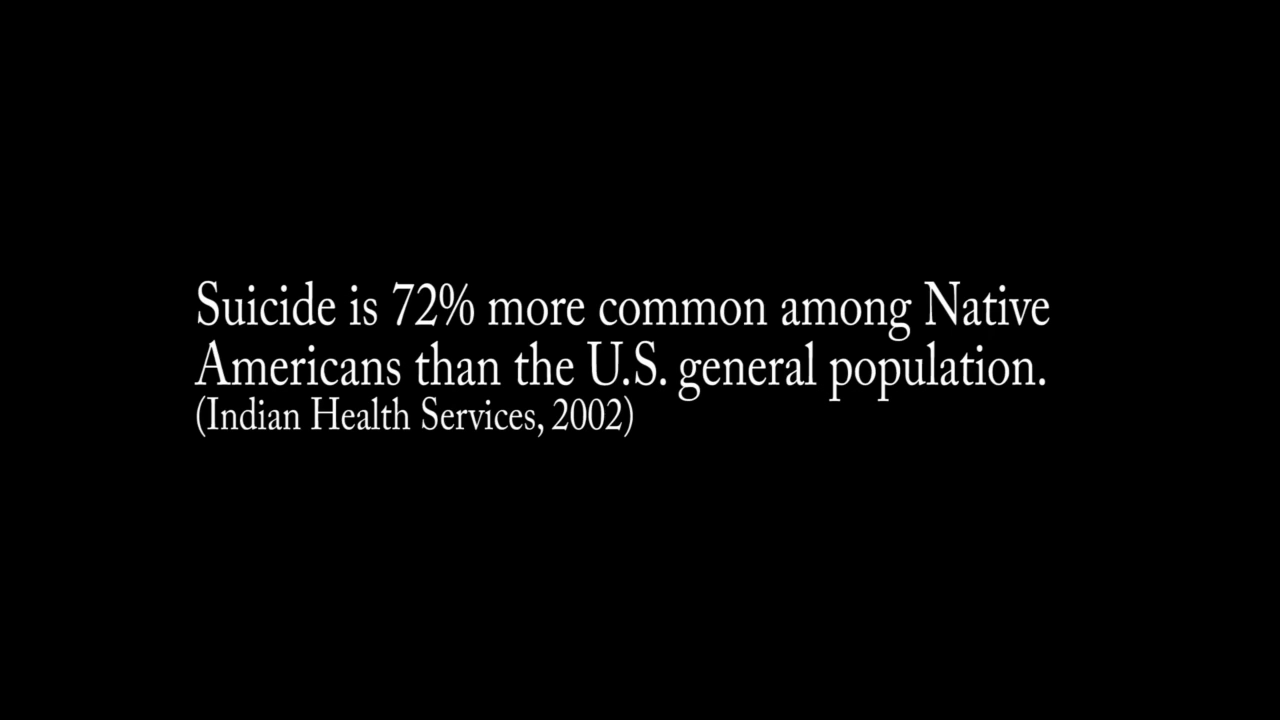 Suicide is 72% more common among Native
Americans than the U.S. general population.
(Indian Health Services, 2002)